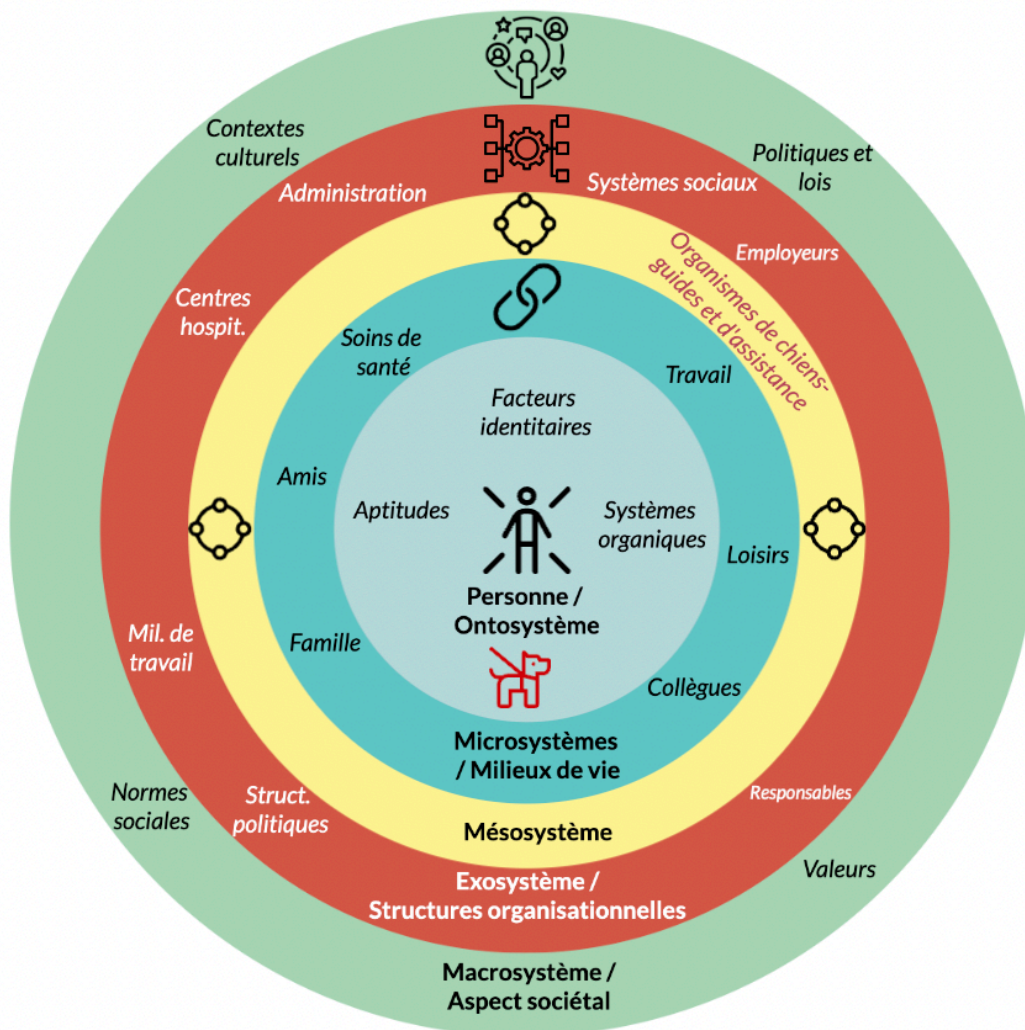 Contextes
culturels
Politiques et
lois
Administration
Systèmes sociaux
Employeurs
Organismes de chiens-
guides et d'assistance
Centres
hospit.
Soins de
santé
Travail
Facteurs
identitaires
Amis
Aptitudes
Systèmes
organiques
Loisirs
Personne /
Ontosystème
Mil. de
travail
Famille
Collègues
Microsystèmes
/ Milieux de vie
Normes
sociales
Struct.
politiques
Responsables
Mésosystème
Valeurs
Exosystème /
Structures organisationnelles
Macrosystème /
Aspect sociétal